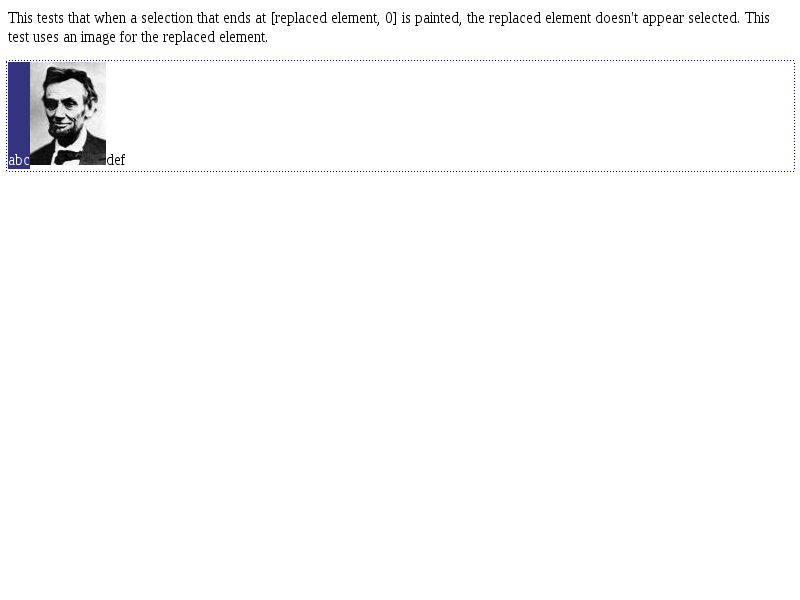 This tests that when a selection that ends at [replaced element, 0] is painted, the replaced element doesn't appear selected. This
test uses an image for the replaced element.
abc def